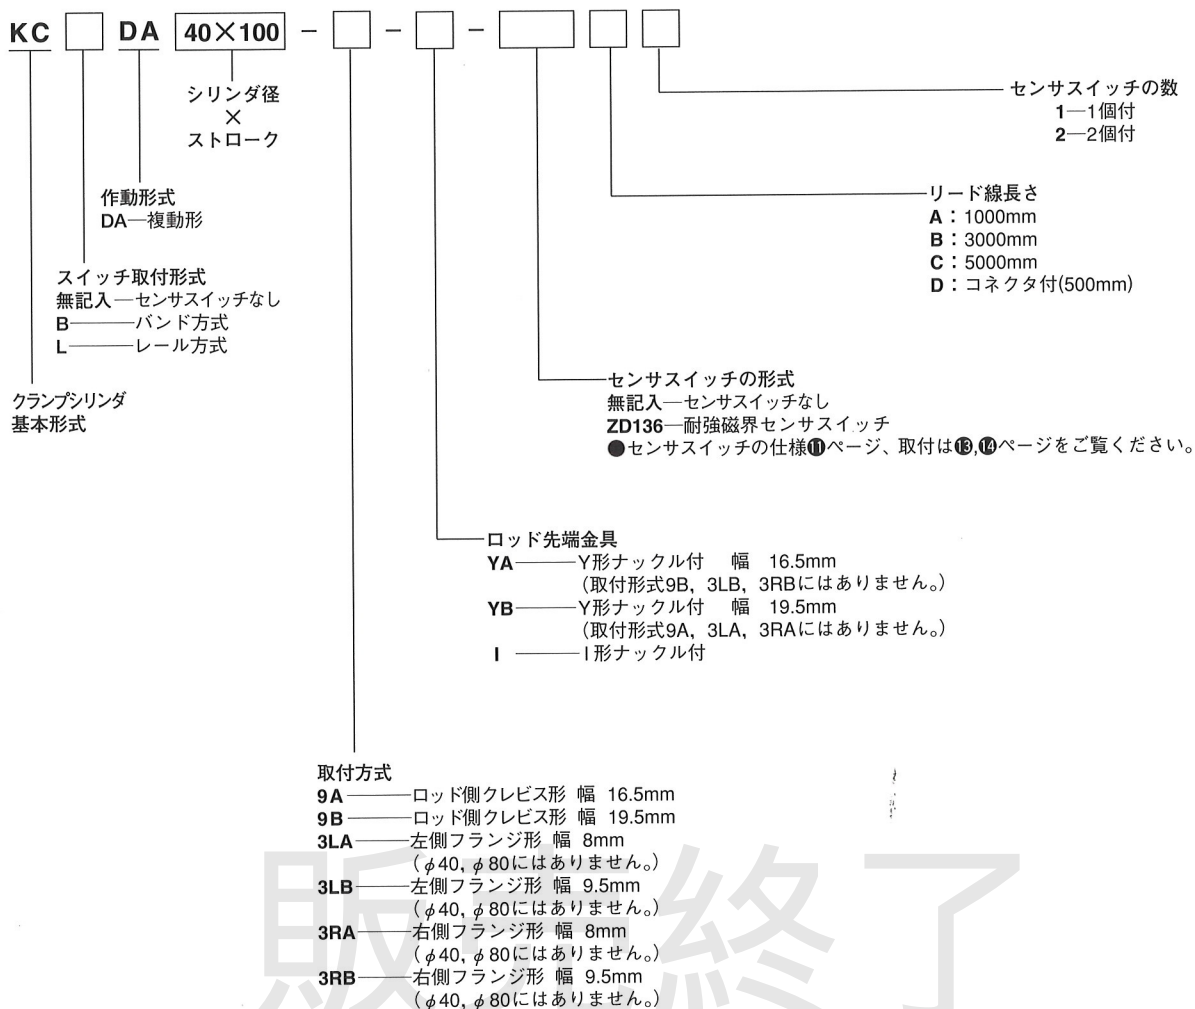 KC □ DA 40×100 - □ - □ - □ □ □
シリンダ径
×
ストローク
センサスイッチの数
1―1個付
2―2個付
作動形式
DA―複動形
リード線長さ
A：1000mm
B：3000mm
C：5000mm
D：コネクタ付(500mm)
スイッチ取付形式
無記入―センサスイッチなし
B―バンド方式
L―レール方式
クランプシリンダ
基本形式
センサスイッチの形式
無記入―センサスイッチなし
ZD136―耐強磁界センサスイッチ
●センサスイッチの仕様⓫ページ、取付は⓭,⓮ページをご覧ください。
ロッド先端金具
YA―Y形ナックル付 幅 16.5mm
（取付形式9B，3LB，3RBにはありません。）
YB―Y形ナックル付 幅 19.5mm
（取付形式9A，3LA，3RAにはありません。）
I―I形ナックル付
取付方式
9A―ロッド側クレビス形 幅 16.5mm
9B―ロッド側クレビス形 幅 19.5mm
3LA―左側フランジ形 幅 8mm
（φ40，φ80にはありません。）
3LB―左側フランジ形 幅 9.5mm
（φ40，φ80にはありません。）
3RA―右側フランジ形 幅 8mm
（φ40，φ80にはありません。）
3RB―右側フランジ形 幅 9.5mm
（φ40，φ80にはありません。）
販売終了